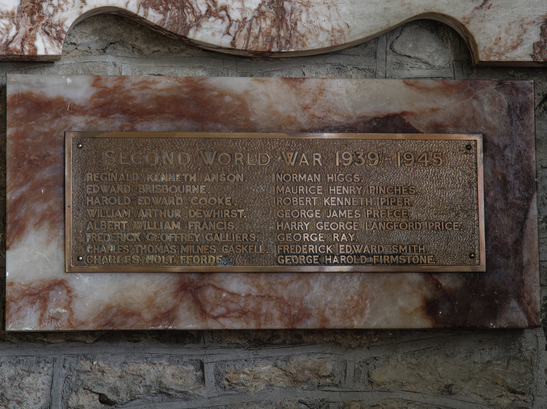 SECOND WORLD WAR 1939-1945
REGINALD KENNETH ANSON.
EDWARD BRISBOURNE.
HAROLD EDWARD COOKE.
WILLIAM ARTHUR DEWHIRST.
ALBERT WILLIAM FRANCIS.
FREDERICK GEOFFREY GALLIERS.
CHARLES THOMAS MILNES GASKELL.
CHARLES HOLT FFORDS.
NORMAN HIGGS.
MAURICE HENRY PINCHES.
ROBERT KENNETH PIPER.
GEORGE JAMES PREECE.
HARRY GEORGE LANGFORD PRICE.
GEORGE RAY.
FREDERICK EDWARD SMITH.
GEORGE HAROLD FIRMSTONE.